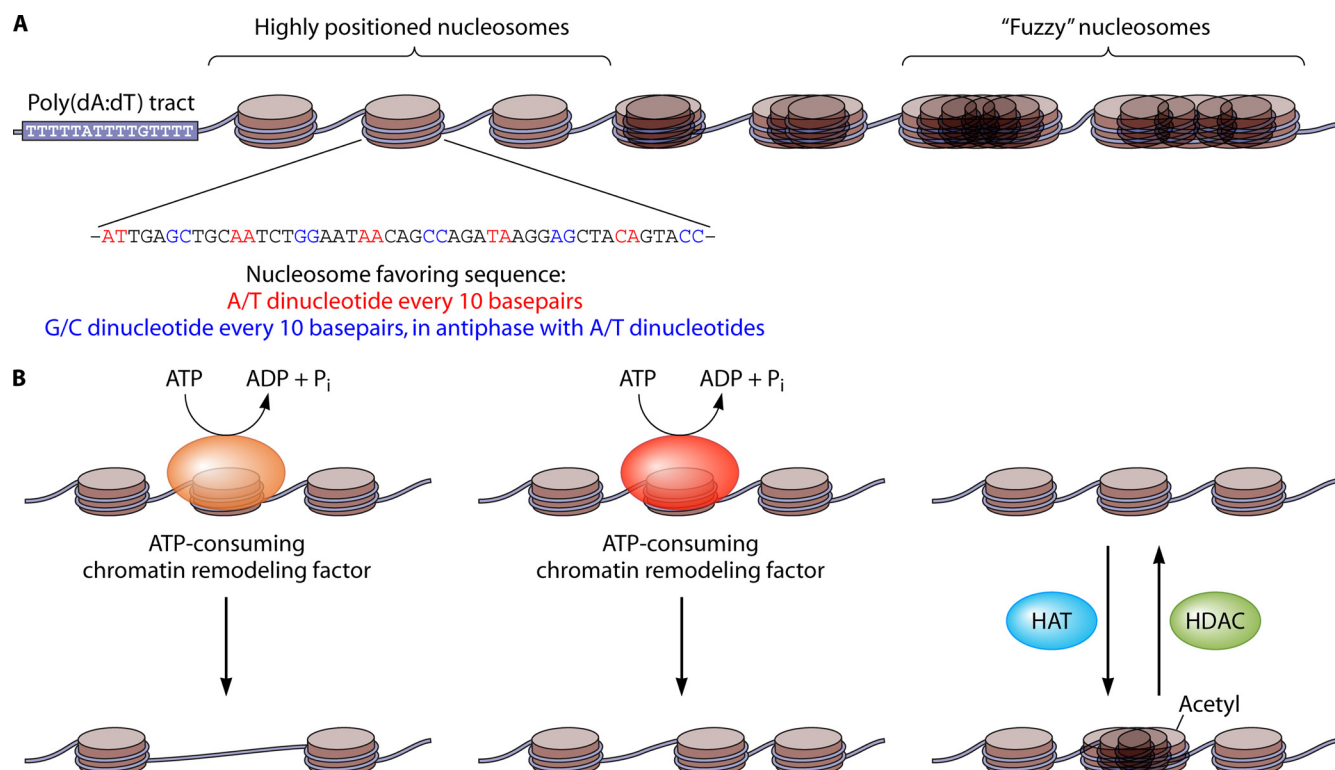 A
Highly positioned nucleosomes
“Fuzzy” nucleosomes
Poly(dA:dT) tract
TTTTTATTTTGTTTT
–ATTGAGCTGCAATCTGGAATAACAGCCAGATAAGGAGCTACAGTACC–
Nucleosome favoring sequence:
A/T dinucleotide every 10 basepairs
G/C dinucleotide every 10 basepairs, in antiphase with A/T dinucleotides
B
ATP
ADP + Pi
ATP
ADP + Pi
ATP-consuming
chromatin remodeling factor
ATP-consuming
chromatin remodeling factor
HAT
HDAC
Acetyl